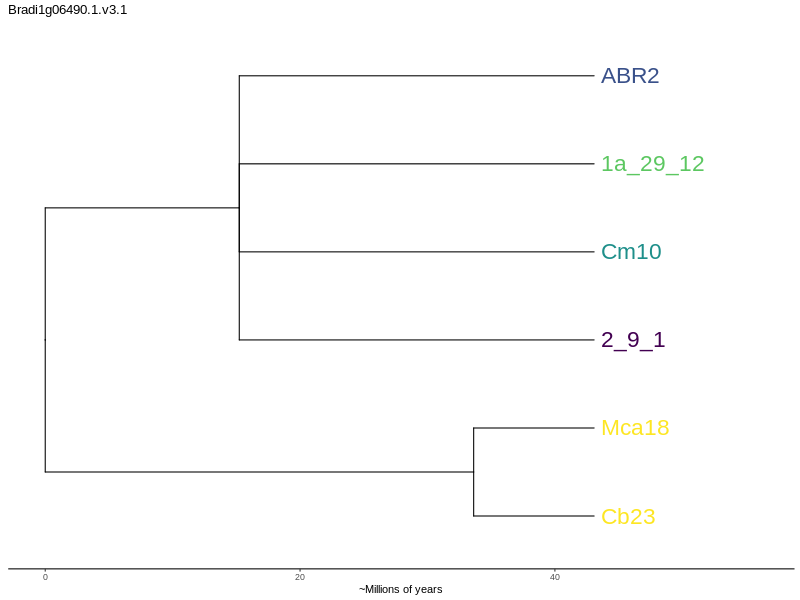 Bradi1g06490.1.v3.1
ABR2
1a_29_12
Cm10
2_9_1
Mca18
Cb23
0
20
40
~Millions of years